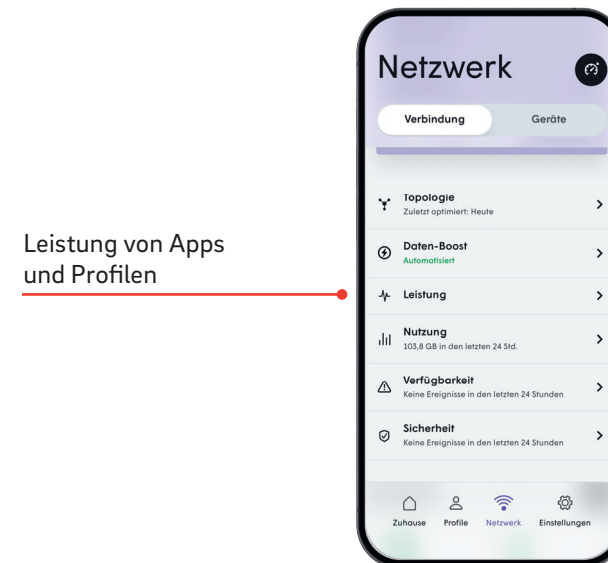 Netzwerk
Verbindung
Geräte
Topologie
Zuletzt optimiert: Heute
Daten-Boost
Automatisiert
Leistung von Apps
und Profilen
Leistung
Nutzung
103,8 GB in den letzten 24 Std.
Verfügbarkeit
Keine Ereignisse in den letzten 24 Stunden
Sicherheit
Keine Ereignisse in den letzten 24 Stunden
Zuhause
Profile
Netzwerk
Einstellungen